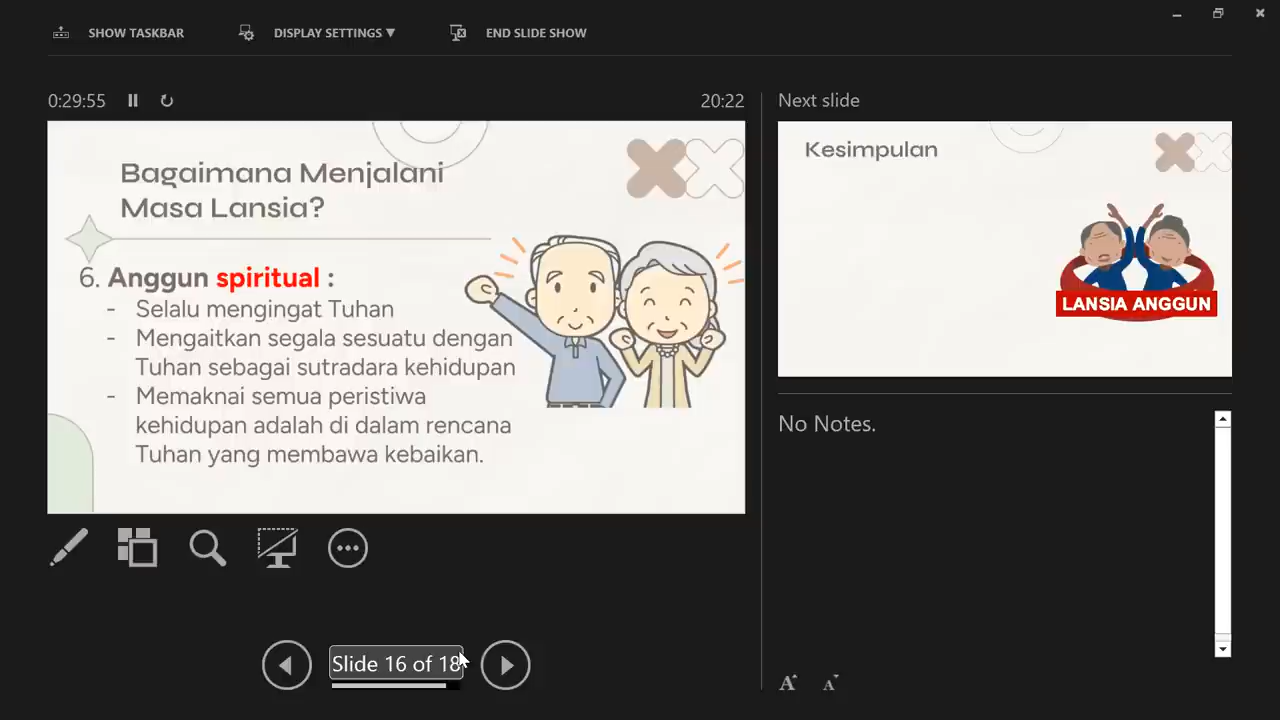 SHOW TASKBAR
DISPLAY SETTINGS ▼
END SLIDE SHOW
0:29:55
20:22
Bagaimana Menjalani
Masa Lansia?
6. Anggun spiritual :
- Selalu mengingat Tuhan
- Mengaitkan segala sesuatu dengan
Tuhan sebagai sutradara kehidupan
- Memaknai semua peristiwa
kehidupan adalah di dalam rencana
Tuhan yang membawa kebaikan.
Slide 16 of 18
Next slide
Kesimpulan
LANSIA ANGGUN
No Notes.
A A